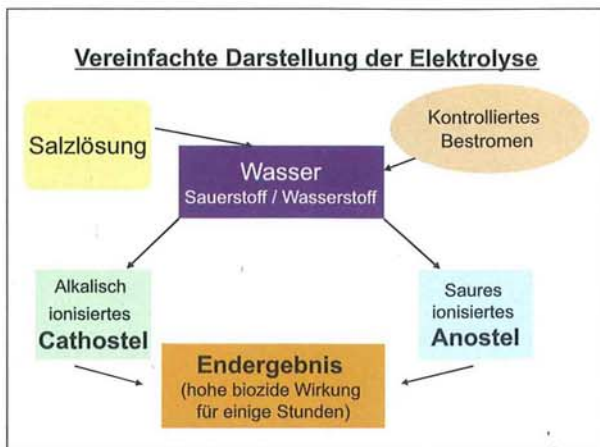 Vereinfachte Darstellung der Elektrolyse
Salzlösung
Kontrolliertes
Bestromen
Wasser
Sauerstoff / Wasserstoff
Alkalisch
ionisiertes
Cathostel
Saures
ionisiertes
Anostel
Endergebnis
(hohe biozide Wirkung
für einige Stunden)